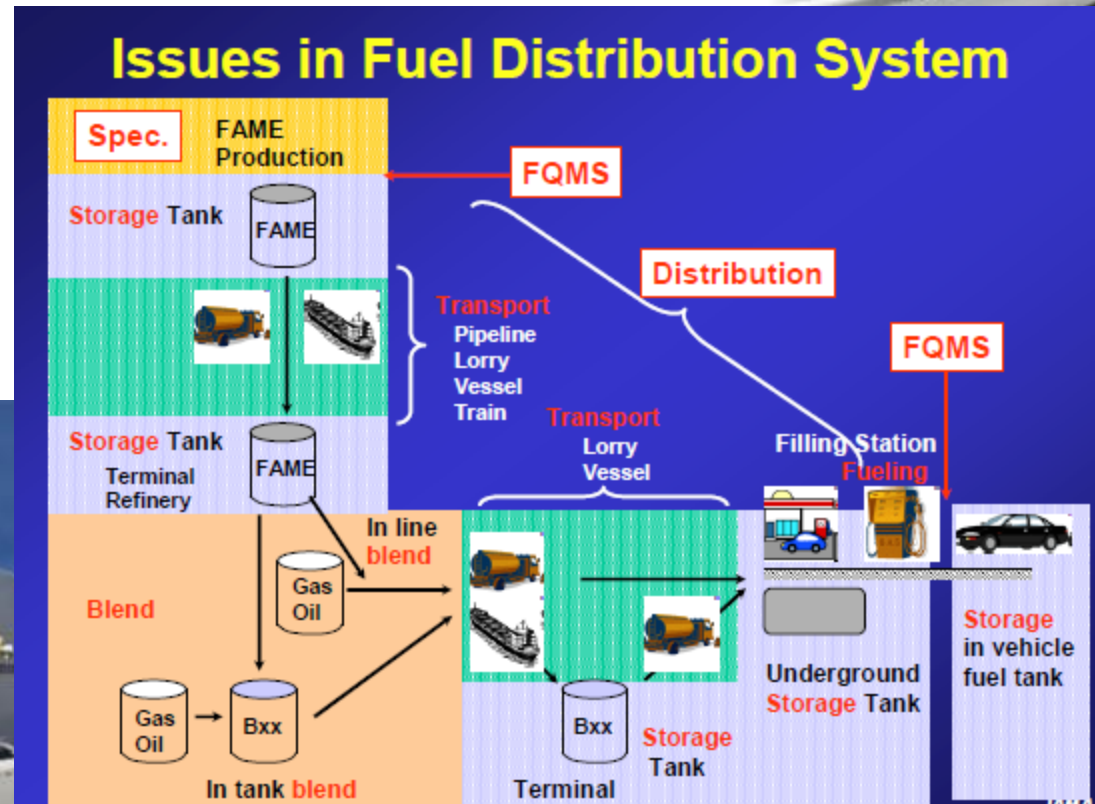 Issues in Fuel Distribution System
Spec.
FAME
Production
FQMS
Storage Tank
FAME
Distribution
Transport
Pipeline
Lorry
Vessel
Train
FQMS
Transport
Lorry
Vessel
Storage Tank
Terminal
Refinery
FAME
Filling Station
Fueling
In line
blend
Gas
Oil
Blend
Gas
Oil
Bxx
In tank blend
Bxx
Storage
Tank
Terminal
Underground
Storage Tank
Storage
in vehicle
fuel tank